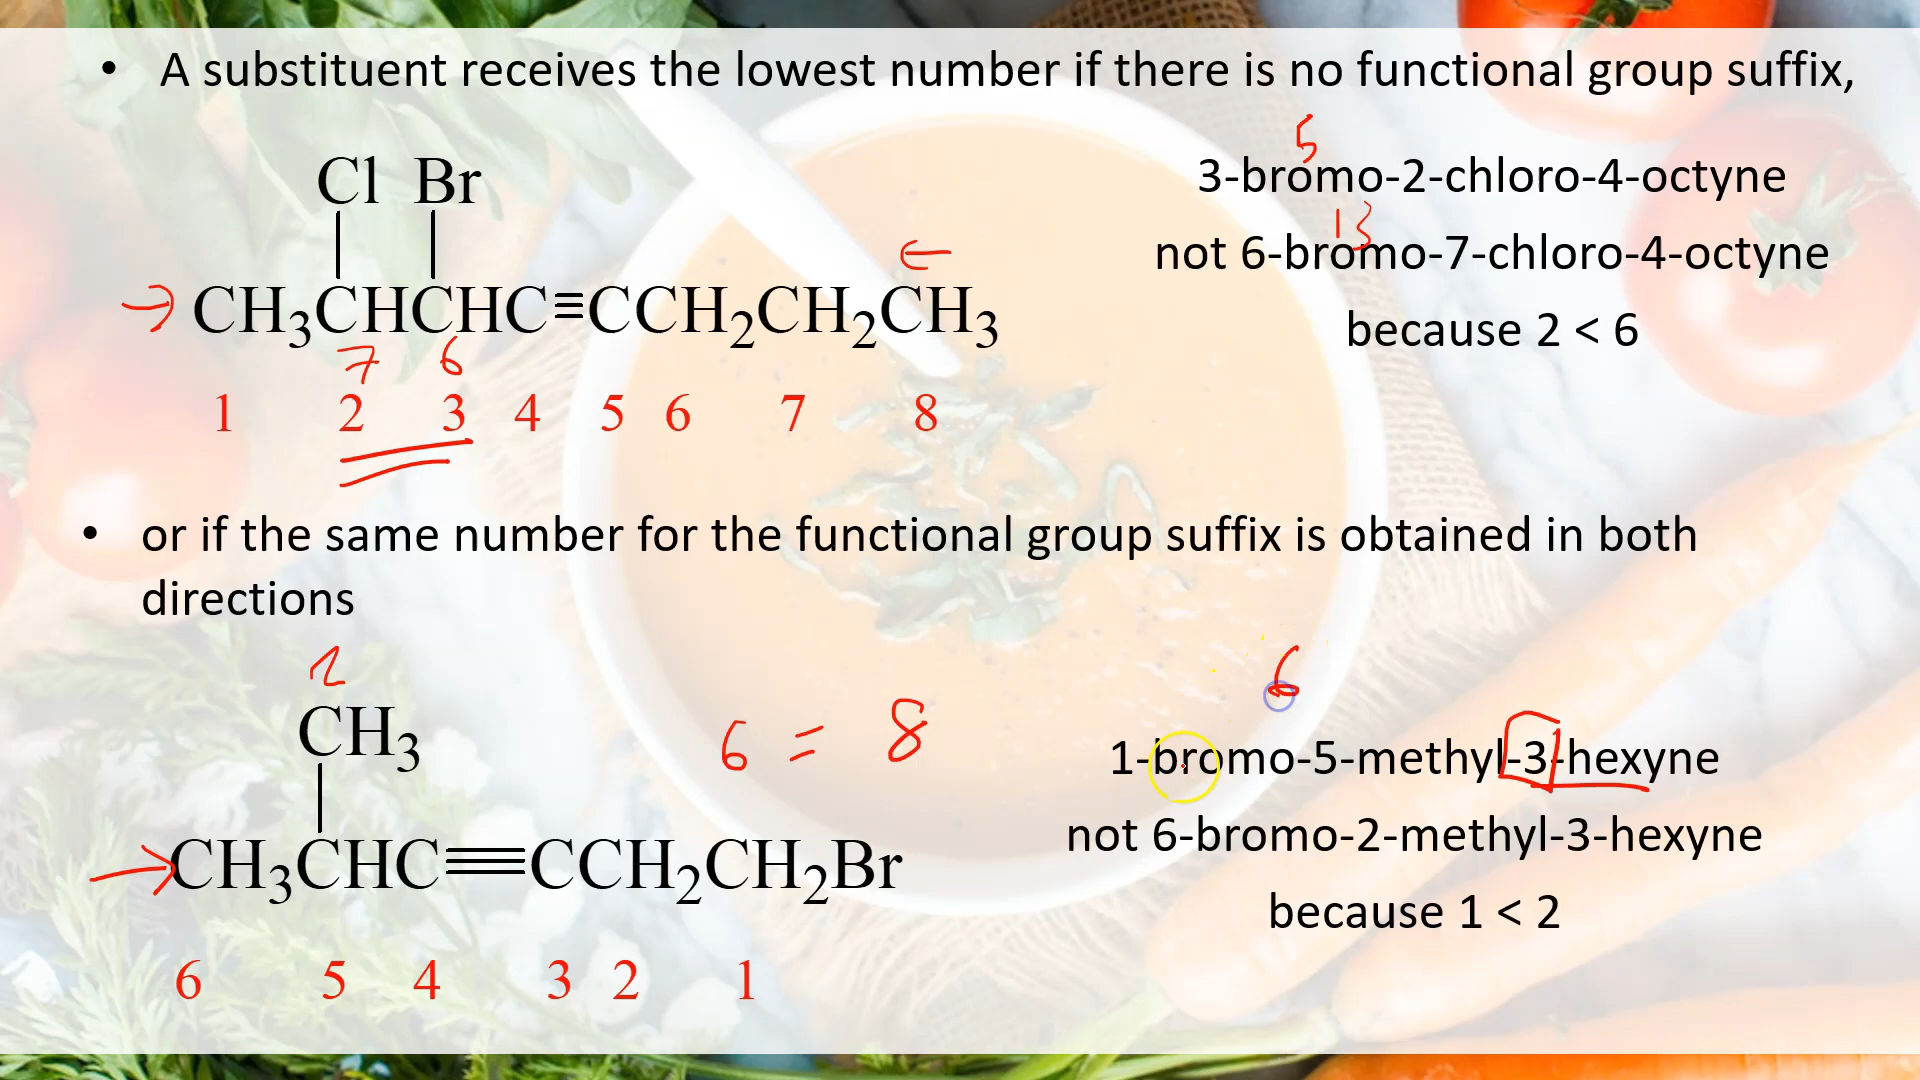 • A substituent receives the lowest number if there is no functional group suffix,
5
Cl Br
3-bromo-2-chloro-4-octyne
13
not 6-bromo-7-chloro-4-octyne
CH₃CHCHC≡CCH₂CH₂CH₃
because 2 < 6
7 6
1 2 3 4 5 6 7 8
• or if the same number for the functional group suffix is obtained in both
directions
2
6
CH₃
6 = 8
1-bromo-5-methyl-3-hexyne
not 6-bromo-2-methyl-3-hexyne
CH₃CHC≡CCH₂CH₂Br
because 1 < 2
6 5 4 3 2 1